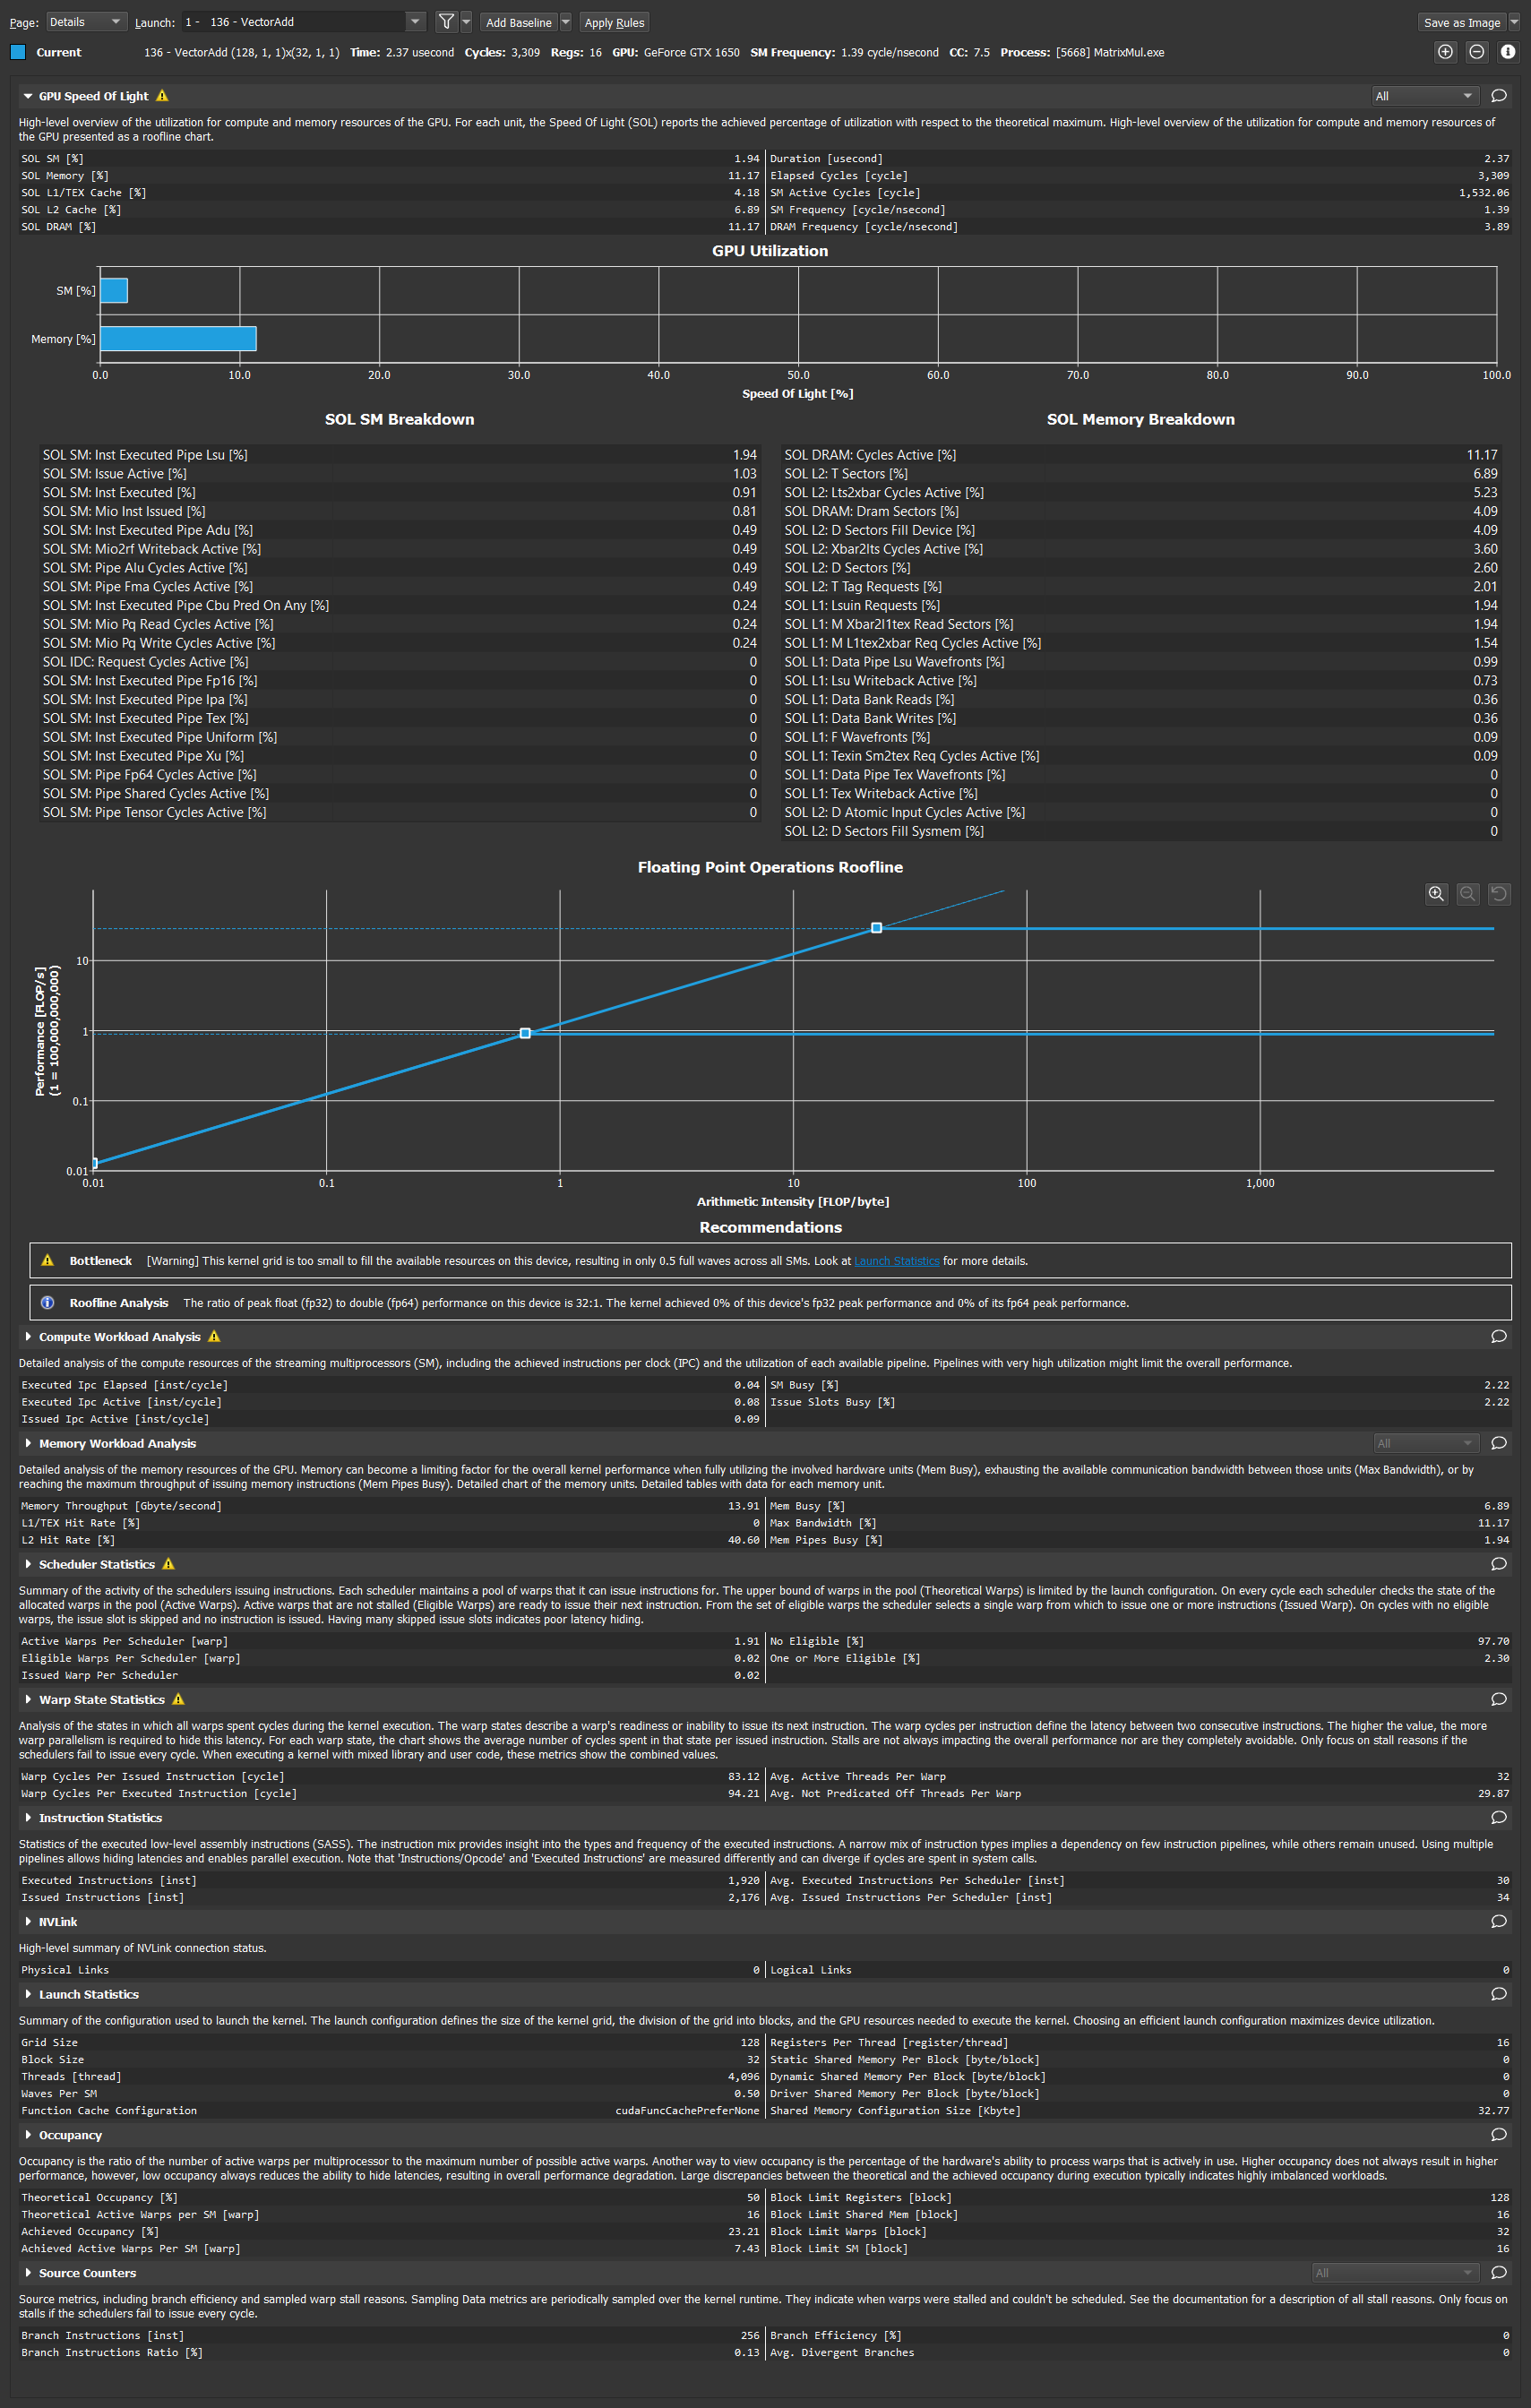 Page: Details Launch: 1 - 136 - VectorAdd Add Baseline Apply Rules Save as Image
Current 136 - VectorAdd (128, 1, 1)x(32, 1, 1) Time: 2.37 usecond Cycles: 3,309 Regs: 16 GPU: GeForce GTX 1650 SM Frequency: 1.39 cycle/nsecond CC: 7.5 Process: [5668] MatrixMul.exe
GPU Speed Of Light All
High-level overview of the utilization for compute and memory resources of the GPU. For each unit, the Speed Of Light (SOL) reports the achieved percentage of utilization with respect to the theoretical maximum. High-level overview of the utilization for compute and memory resources of
the GPU presented as a roofline chart.
SOL SM [%] 1.94 Duration [usecond] 2.37
SOL Memory [%] 11.17 Elapsed Cycles [cycle] 3,309
SOL L1/TEX Cache [%] 4.18 SM Active Cycles [cycle] 1,532.06
SOL L2 Cache [%] 6.89 SM Frequency [cycle/nsecond] 1.39
SOL DRAM [%] 11.17 DRAM Frequency [cycle/nsecond] 3.89
GPU Utilization
SM [%]
Memory [%]
0.0 10.0 20.0 30.0 40.0 50.0 60.0 70.0 80.0 90.0 100.0
Speed Of Light [%]
SOL SM Breakdown
SOL SM: Inst Executed Pipe Lsu [%] 1.94
SOL SM: Issue Active [%] 1.03
SOL SM: Inst Executed [%] 0.91
SOL SM: Mio Inst Issued [%] 0.81
SOL SM: Inst Executed Pipe Adu [%] 0.49
SOL SM: Mio2rf Writeback Active [%] 0.49
SOL SM: Pipe Alu Cycles Active [%] 0.49
SOL SM: Pipe Fma Cycles Active [%] 0.49
SOL SM: Inst Executed Pipe Cbu Pred On Any [%] 0.24
SOL SM: Mio Pq Read Cycles Active [%] 0.24
SOL SM: Mio Pq Write Cycles Active [%] 0.24
SOL IDC: Request Cycles Active [%] 0
SOL SM: Inst Executed Pipe Fp16 [%] 0
SOL SM: Inst Executed Pipe Ipa [%] 0
SOL SM: Inst Executed Pipe Tex [%] 0
SOL SM: Inst Executed Pipe Uniform [%] 0
SOL SM: Inst Executed Pipe Xu [%] 0
SOL SM: Pipe Fp64 Cycles Active [%] 0
SOL SM: Pipe Shared Cycles Active [%] 0
SOL SM: Pipe Tensor Cycles Active [%] 0
SOL Memory Breakdown
SOL DRAM: Cycles Active [%] 11.17
SOL L2: T Sectors [%] 6.89
SOL L2: Lts2xbar Cycles Active [%] 5.23
SOL DRAM: Dram Sectors [%] 4.09
SOL L2: D Sectors Fill Device [%] 4.09
SOL L2: Xbar2lts Cycles Active [%] 3.60
SOL L2: D Sectors [%] 2.60
SOL L2: T Tag Requests [%] 2.01
SOL L1: Lsuin Requests [%] 1.94
SOL L1: M Xbar2l1tex Read Sectors [%] 1.94
SOL L1: M L1tex2xbar Req Cycles Active [%] 1.54
SOL L1: Data Pipe Lsu Wavefronts [%] 0.99
SOL L1: Lsu Writeback Active [%] 0.73
SOL L1: Data Bank Reads [%] 0.36
SOL L1: Data Bank Writes [%] 0.36
SOL L1: F Wavefronts [%] 0.09
SOL L1: Texin Sm2tex Req Cycles Active [%] 0.09
SOL L1: Data Pipe Tex Wavefronts [%] 0
SOL L1: Tex Writeback Active [%] 0
SOL L2: D Atomic Input Cycles Active [%] 0
SOL L2: D Sectors Fill Sysmem [%] 0
Floating Point Operations Roofline
Performance [FLOP/s]
(1 = 100,000,000,000)
10
1
0.1
0.01
0.01 0.1 1 10 100 1,000
Arithmetic Intensity [FLOP/byte]
Recommendations
Bottleneck [Warning] This kernel grid is too small to fill the available resources on this device, resulting in only 0.5 full waves across all SMs. Look at Launch Statistics for more details.
Roofline Analysis The ratio of peak float (fp32) to double (fp64) performance on this device is 32:1. The kernel achieved 0% of this device's fp32 peak performance and 0% of its fp64 peak performance.
Compute Workload Analysis
Detailed analysis of the compute resources of the streaming multiprocessors (SM), including the achieved instructions per clock (IPC) and the utilization of each available pipeline. Pipelines with very high utilization might limit the overall performance.
Executed Ipc Elapsed [inst/cycle] 0.04 SM Busy [%] 2.22
Executed Ipc Active [inst/cycle] 0.08 Issue Slots Busy [%] 2.22
Issued Ipc Active [inst/cycle] 0.09
Memory Workload Analysis All
Detailed analysis of the memory resources of the GPU. Memory can become a limiting factor for the overall kernel performance when fully utilizing the involved hardware units (Mem Busy), exhausting the available communication bandwidth between those units (Max Bandwidth), or by
reaching the maximum throughput of issuing memory instructions (Mem Pipes Busy). Detailed chart of the memory units. Detailed tables with data for each memory unit.
Memory Throughput [Gbyte/second] 13.91 Mem Busy [%] 6.89
L1/TEX Hit Rate [%] 0 Max Bandwidth [%] 11.17
L2 Hit Rate [%] 40.60 Mem Pipes Busy [%] 1.94
Scheduler Statistics
Summary of the activity of the schedulers issuing instructions. Each scheduler maintains a pool of warps that it can issue instructions for. The upper bound of warps in the pool (Theoretical Warps) is limited by the launch configuration. On every cycle each scheduler checks the state of the
allocated warps in the pool (Active Warps). Active warps that are not stalled (Eligible Warps) are ready to issue their next instruction. From the set of eligible warps the scheduler selects a single warp from which to issue one or more instructions (Issued Warp). On cycles with no eligible
warps, the issue slot is skipped and no instruction is issued. Having many skipped issue slots indicates poor latency hiding.
Active Warps Per Scheduler [warp] 1.91 No Eligible [%] 97.70
Eligible Warps Per Scheduler [warp] 0.02 One or More Eligible [%] 2.30
Issued Warp Per Scheduler 0.02
Warp State Statistics
Analysis of the states in which all warps spent cycles during the kernel execution. The warp states describe a warp's readiness or inability to issue its next instruction. The warp cycles per instruction define the latency between two consecutive instructions. The higher the value, the more
warp parallelism is required to hide this latency. For each warp state, the chart shows the average number of cycles spent in that state per issued instruction. Stalls are not always impacting the overall performance nor are they completely avoidable. Only focus on stall reasons if the
schedulers fail to issue every cycle. When executing a kernel with mixed library and user code, these metrics show the combined values.
Warp Cycles Per Issued Instruction [cycle] 83.12 Avg. Active Threads Per Warp 32
Warp Cycles Per Executed Instruction [cycle] 94.21 Avg. Not Predicated Off Threads Per Warp 29.87
Instruction Statistics
Statistics of the executed low-level assembly instructions (SASS). The instruction mix provides insight into the types and frequency of the executed instructions. A narrow mix of instruction types implies a dependency on few instruction pipelines, while others remain unused. Using multiple
pipelines allows hiding latencies and enables parallel execution. Note that 'Instructions/Opcode' and 'Executed Instructions' are measured differently and can diverge if cycles are spent in system calls.
Executed Instructions [inst] 1,920 Avg. Executed Instructions Per Scheduler [inst] 30
Issued Instructions [inst] 2,176 Avg. Issued Instructions Per Scheduler [inst] 34
NVLink
High-level summary of NVLink connection status.
Physical Links 0 Logical Links 0
Launch Statistics
Summary of the configuration used to launch the kernel. The launch configuration defines the size of the kernel grid, the division of the grid into blocks, and the GPU resources needed to execute the kernel. Choosing an efficient launch configuration maximizes device utilization.
Grid Size 128 Registers Per Thread [register/thread] 16
Block Size 32 Static Shared Memory Per Block [byte/block] 0
Threads [thread] 4,096 Dynamic Shared Memory Per Block [byte/block] 0
Waves Per SM 0.50 Driver Shared Memory Per Block [byte/block] 0
Function Cache Configuration cudaFuncCachePreferNone Shared Memory Configuration Size [Kbyte] 32.77
Occupancy
Occupancy is the ratio of the number of active warps per multiprocessor to the maximum number of possible active warps. Another way to view occupancy is the percentage of the hardware's ability to process warps that is actively in use. Higher occupancy does not always result in higher
performance, however, low occupancy always reduces the ability to hide latencies, resulting in overall performance degradation. Large discrepancies between the theoretical and the achieved occupancy during execution typically indicates highly imbalanced workloads.
Theoretical Occupancy [%] 50 Block Limit Registers [block] 128
Theoretical Active Warps per SM [warp] 16 Block Limit Shared Mem [block] 16
Achieved Occupancy [%] 23.21 Block Limit Warps [block] 32
Achieved Active Warps Per SM [warp] 7.43 Block Limit SM [block] 16
Source Counters All
Source metrics, including branch efficiency and sampled warp stall reasons. Sampling Data metrics are periodically sampled over the kernel runtime. They indicate when warps were stalled and couldn't be scheduled. See the documentation for a description of all stall reasons. Only focus on
stalls if the schedulers fail to issue every cycle.
Branch Instructions [inst] 256 Branch Efficiency [%] 0
Branch Instructions Ratio [%] 0.13 Avg. Divergent Branches 0